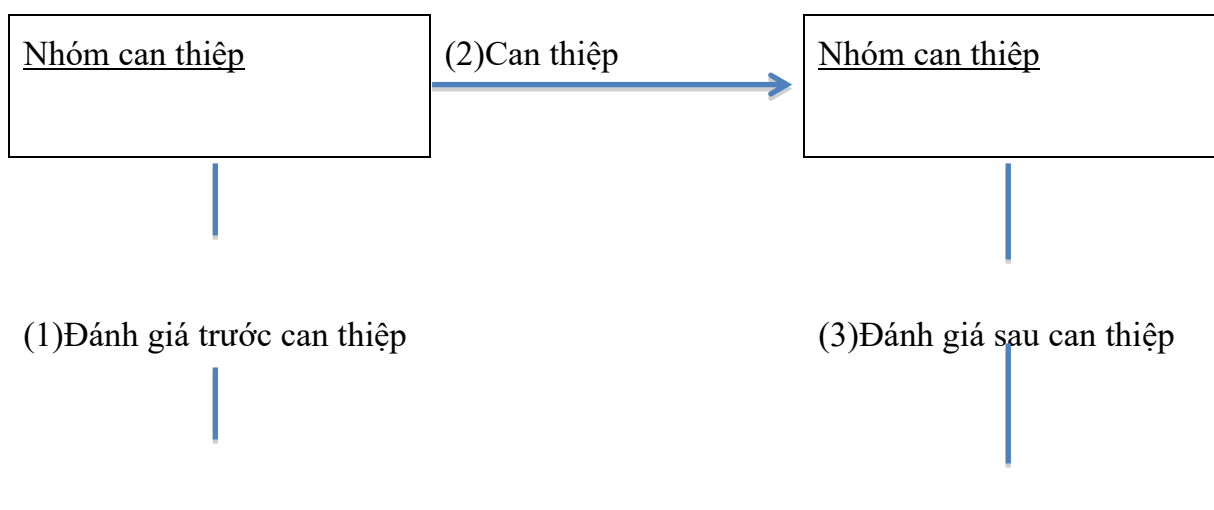 Nhóm can thiệp
(2)Can thiệp
Nhóm can thiệp
(1)Đánh giá trước can thiệp
(3)Đánh giá sau can thiệp